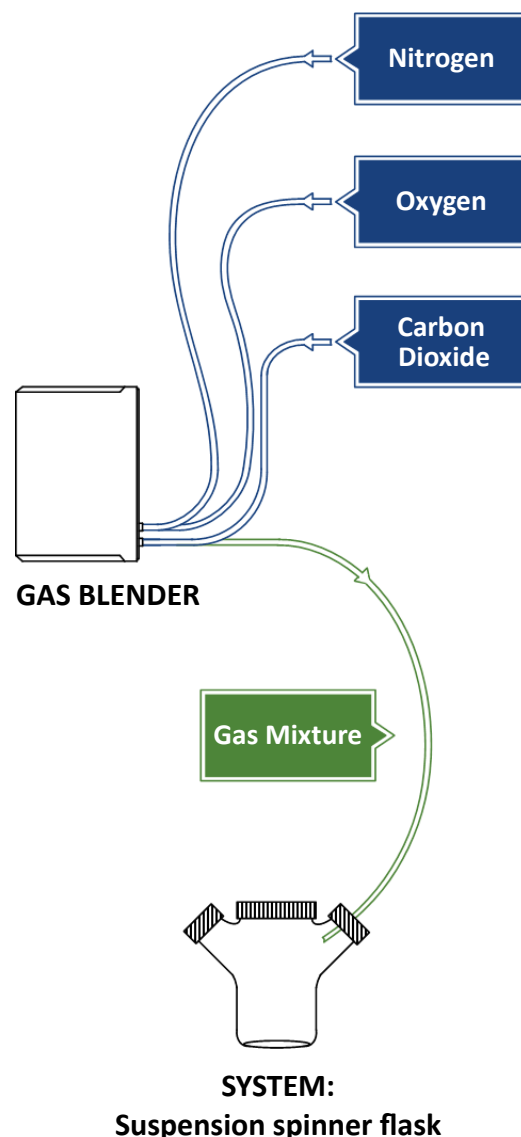 Nitrogen
Oxygen
Carbon
Dioxide
GAS BLENDER
Gas Mixture
SYSTEM:
Suspension spinner flask